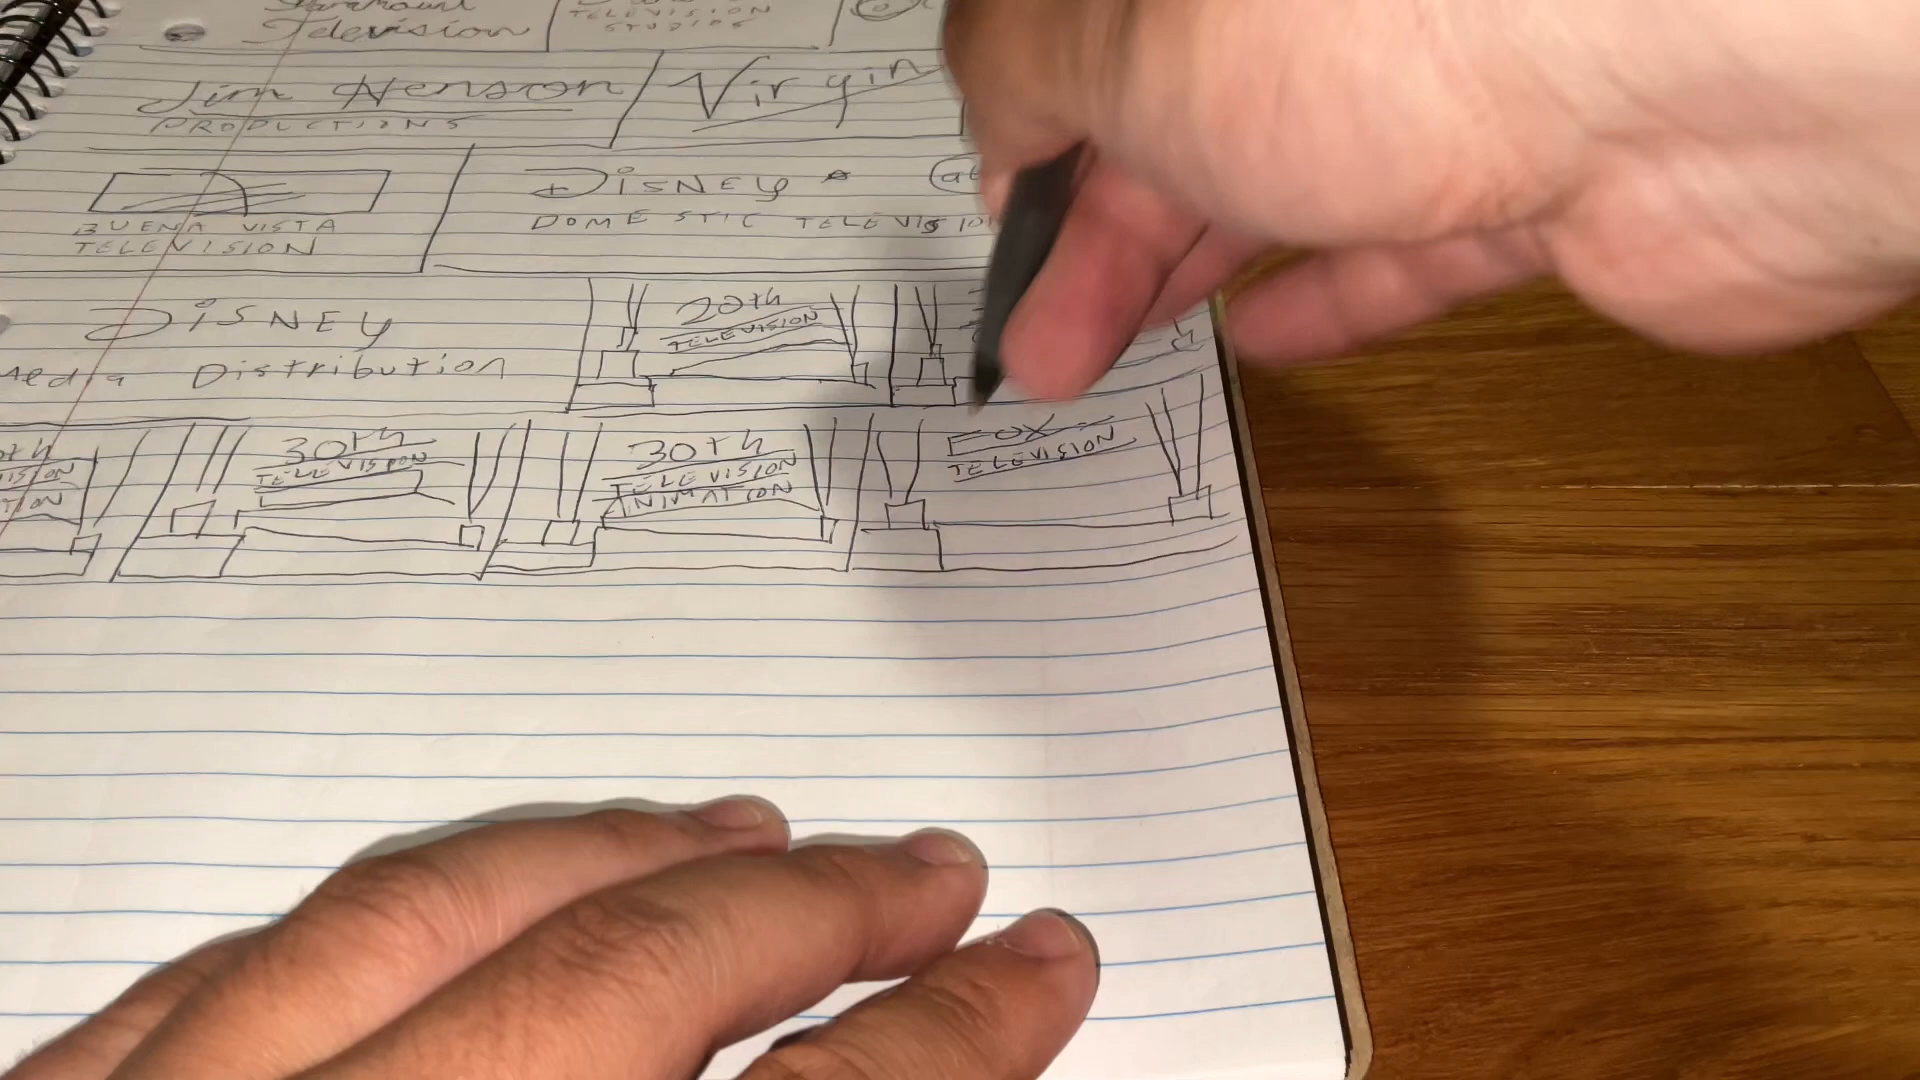 Paramount
Television
TELEVISION
STUDIOS
Jim Henson
PRODUCTIONS
Virgin
BUENA VISTA
TELEVISION
DiSNEY
DOMESTIC TELEVISION
DiSNEY
Media Distribution
20th
TELEVISION
30th
TELEVISION
30th
TELEVISION
ANIMATION
FOX
TELEVISION